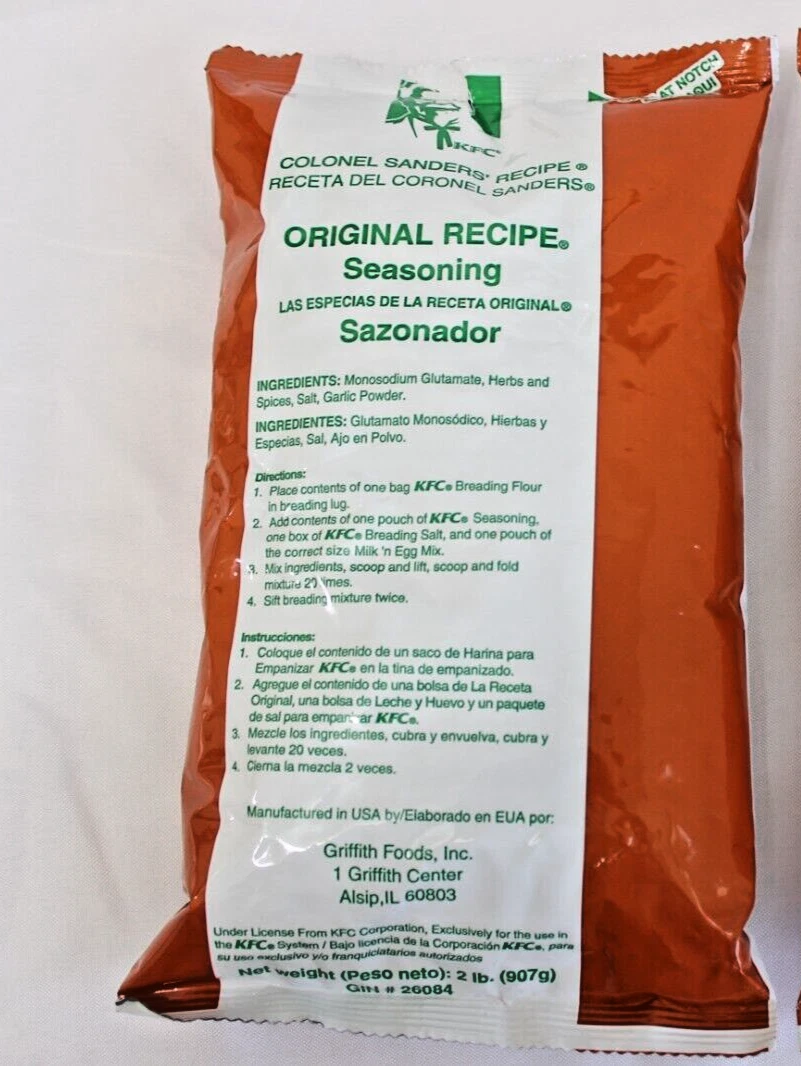 AT NOTCH
AQUI
KFC®
COLONEL SANDERS' RECIPE®
RECETA DEL CORONEL SANDERS®
ORIGINAL RECIPE®
Seasoning
LAS ESPECIAS DE LA RECETA ORIGINAL®
Sazonador
INGREDIENTS: Monosodium Glutamate, Herbs and
Spices, Salt, Garlic Powder.
INGREDIENTES: Glutamato Monosódico, Hierbas y
Especias, Sal, Ajo en Polvo.
Directions:
1. Place contents of one bag KFC® Breading Flour
in breading lug.
2. Add contents of one pouch of KFC® Seasoning,
one box of KFC® Breading Salt, and one pouch of
the correct size Milk 'n Egg Mix.
3. Mix ingredients, scoop and lift, scoop and fold
mixture 20 times.
4. Sift breading mixture twice.
Instrucciones:
1. Coloque el contenido de un saco de Harina para
Empanizar KFC® en la tina de empanizado.
2. Agregue el contenido de una bolsa de La Receta
Original, una bolsa de Leche y Huevo y un paquete
de sal para empanizar KFC®.
3. Mezcle los ingredientes, cubra y envuelva, cubra y
levante 20 veces.
4. Cierna la mezcla 2 veces.
Manufactured in USA by/Elaborado en EUA por:
Griffith Foods, Inc.
1 Griffith Center
Alsip,IL 60803
Under License From KFC Corporation, Exclusively for the use in
the KFC® System / Bajo licencia de la Corporación KFC®, para
su uso exclusivo y/o franquiciatarios autorizados
Net weight (Peso neto): 2 lb. (907g)
GIN # 26084